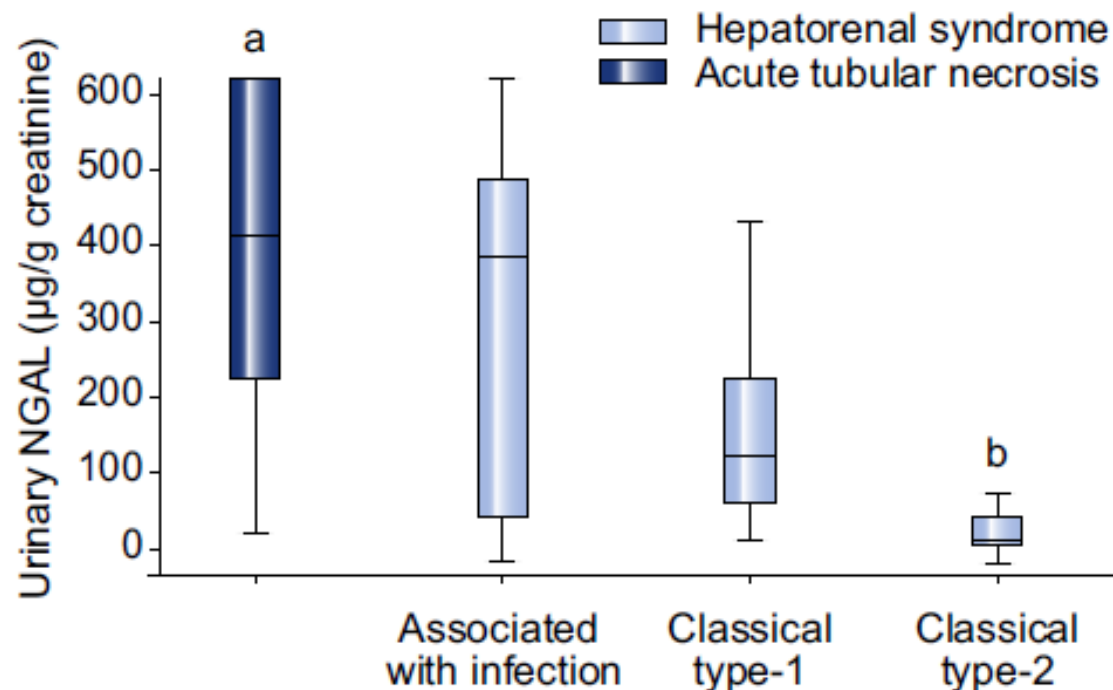 Hepatorenal syndrome
Acute tubular necrosis
Urinary NGAL (µg/g creatinine)
600
500
400
300
200
100
0
a
b
Associated
with infection
Classical
type-1
Classical
type-2